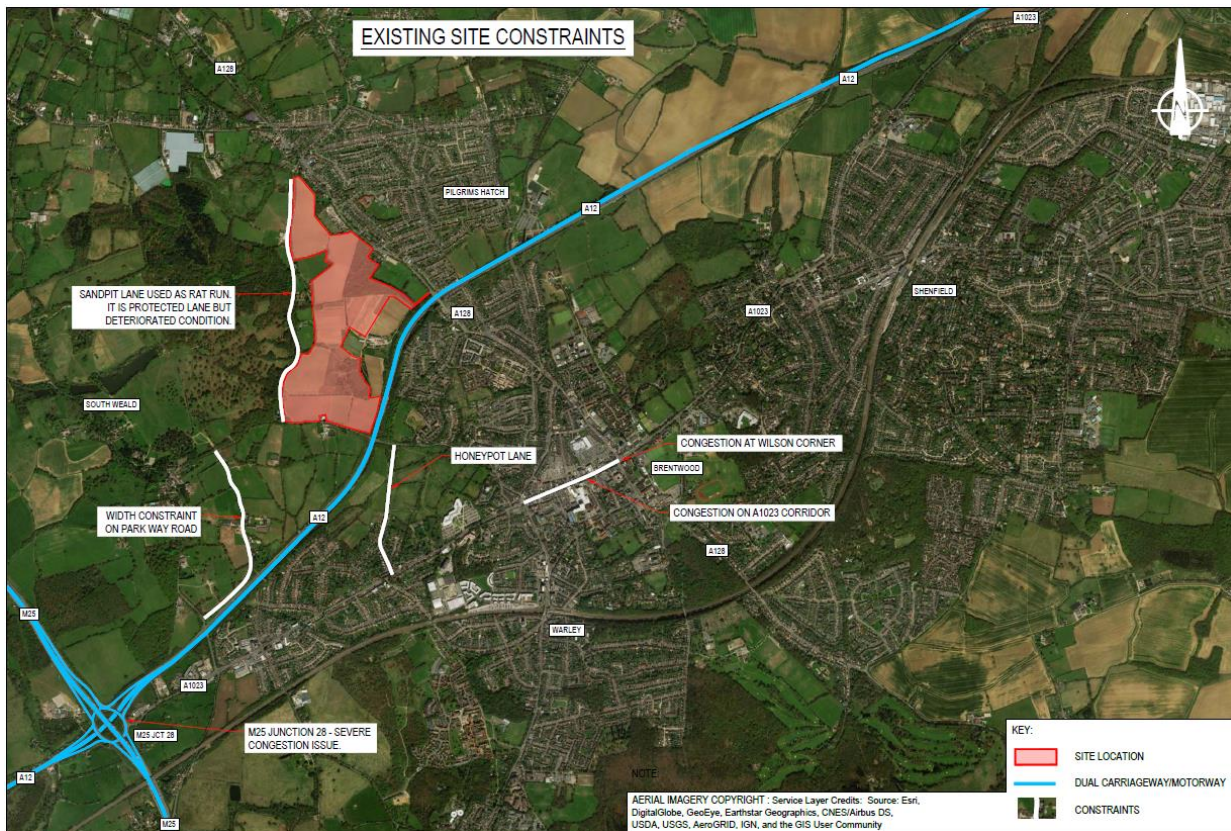 EXISTING SITE CONSTRAINTS
A1023
A128
A12
N
PILGRIMS HATCH
A12
SANDPIT LANE USED AS RAT RUN.
IT IS PROTECTED LANE BUT
DETERIORATED CONDITION.
A128
A1023
SHENFIELD
SOUTH WEALD
HONEYPOT LANE
CONGESTION AT WILSON CORNER
BRENTWOOD
WIDTH CONSTRAINT
ON PARK WAY ROAD
A12
CONGESTION ON A1023 CORRIDOR
A128
M25
WARLEY
A1023
M25 JCT 28
M25 JUNCTION 28 - SEVERE
CONGESTION ISSUE.
A12
M25
KEY:
SITE LOCATION
DUAL CARRIAGEWAY/MOTORWAY
CONSTRAINTS
NOTE:
AERIAL IMAGERY COPYRIGHT : Service Layer Credits: Source: Esri,
DigitalGlobe, GeoEye, Earthstar Geographics, CNES/Airbus DS,
USDA, USGS, AeroGRID, IGN, and the GIS User Community